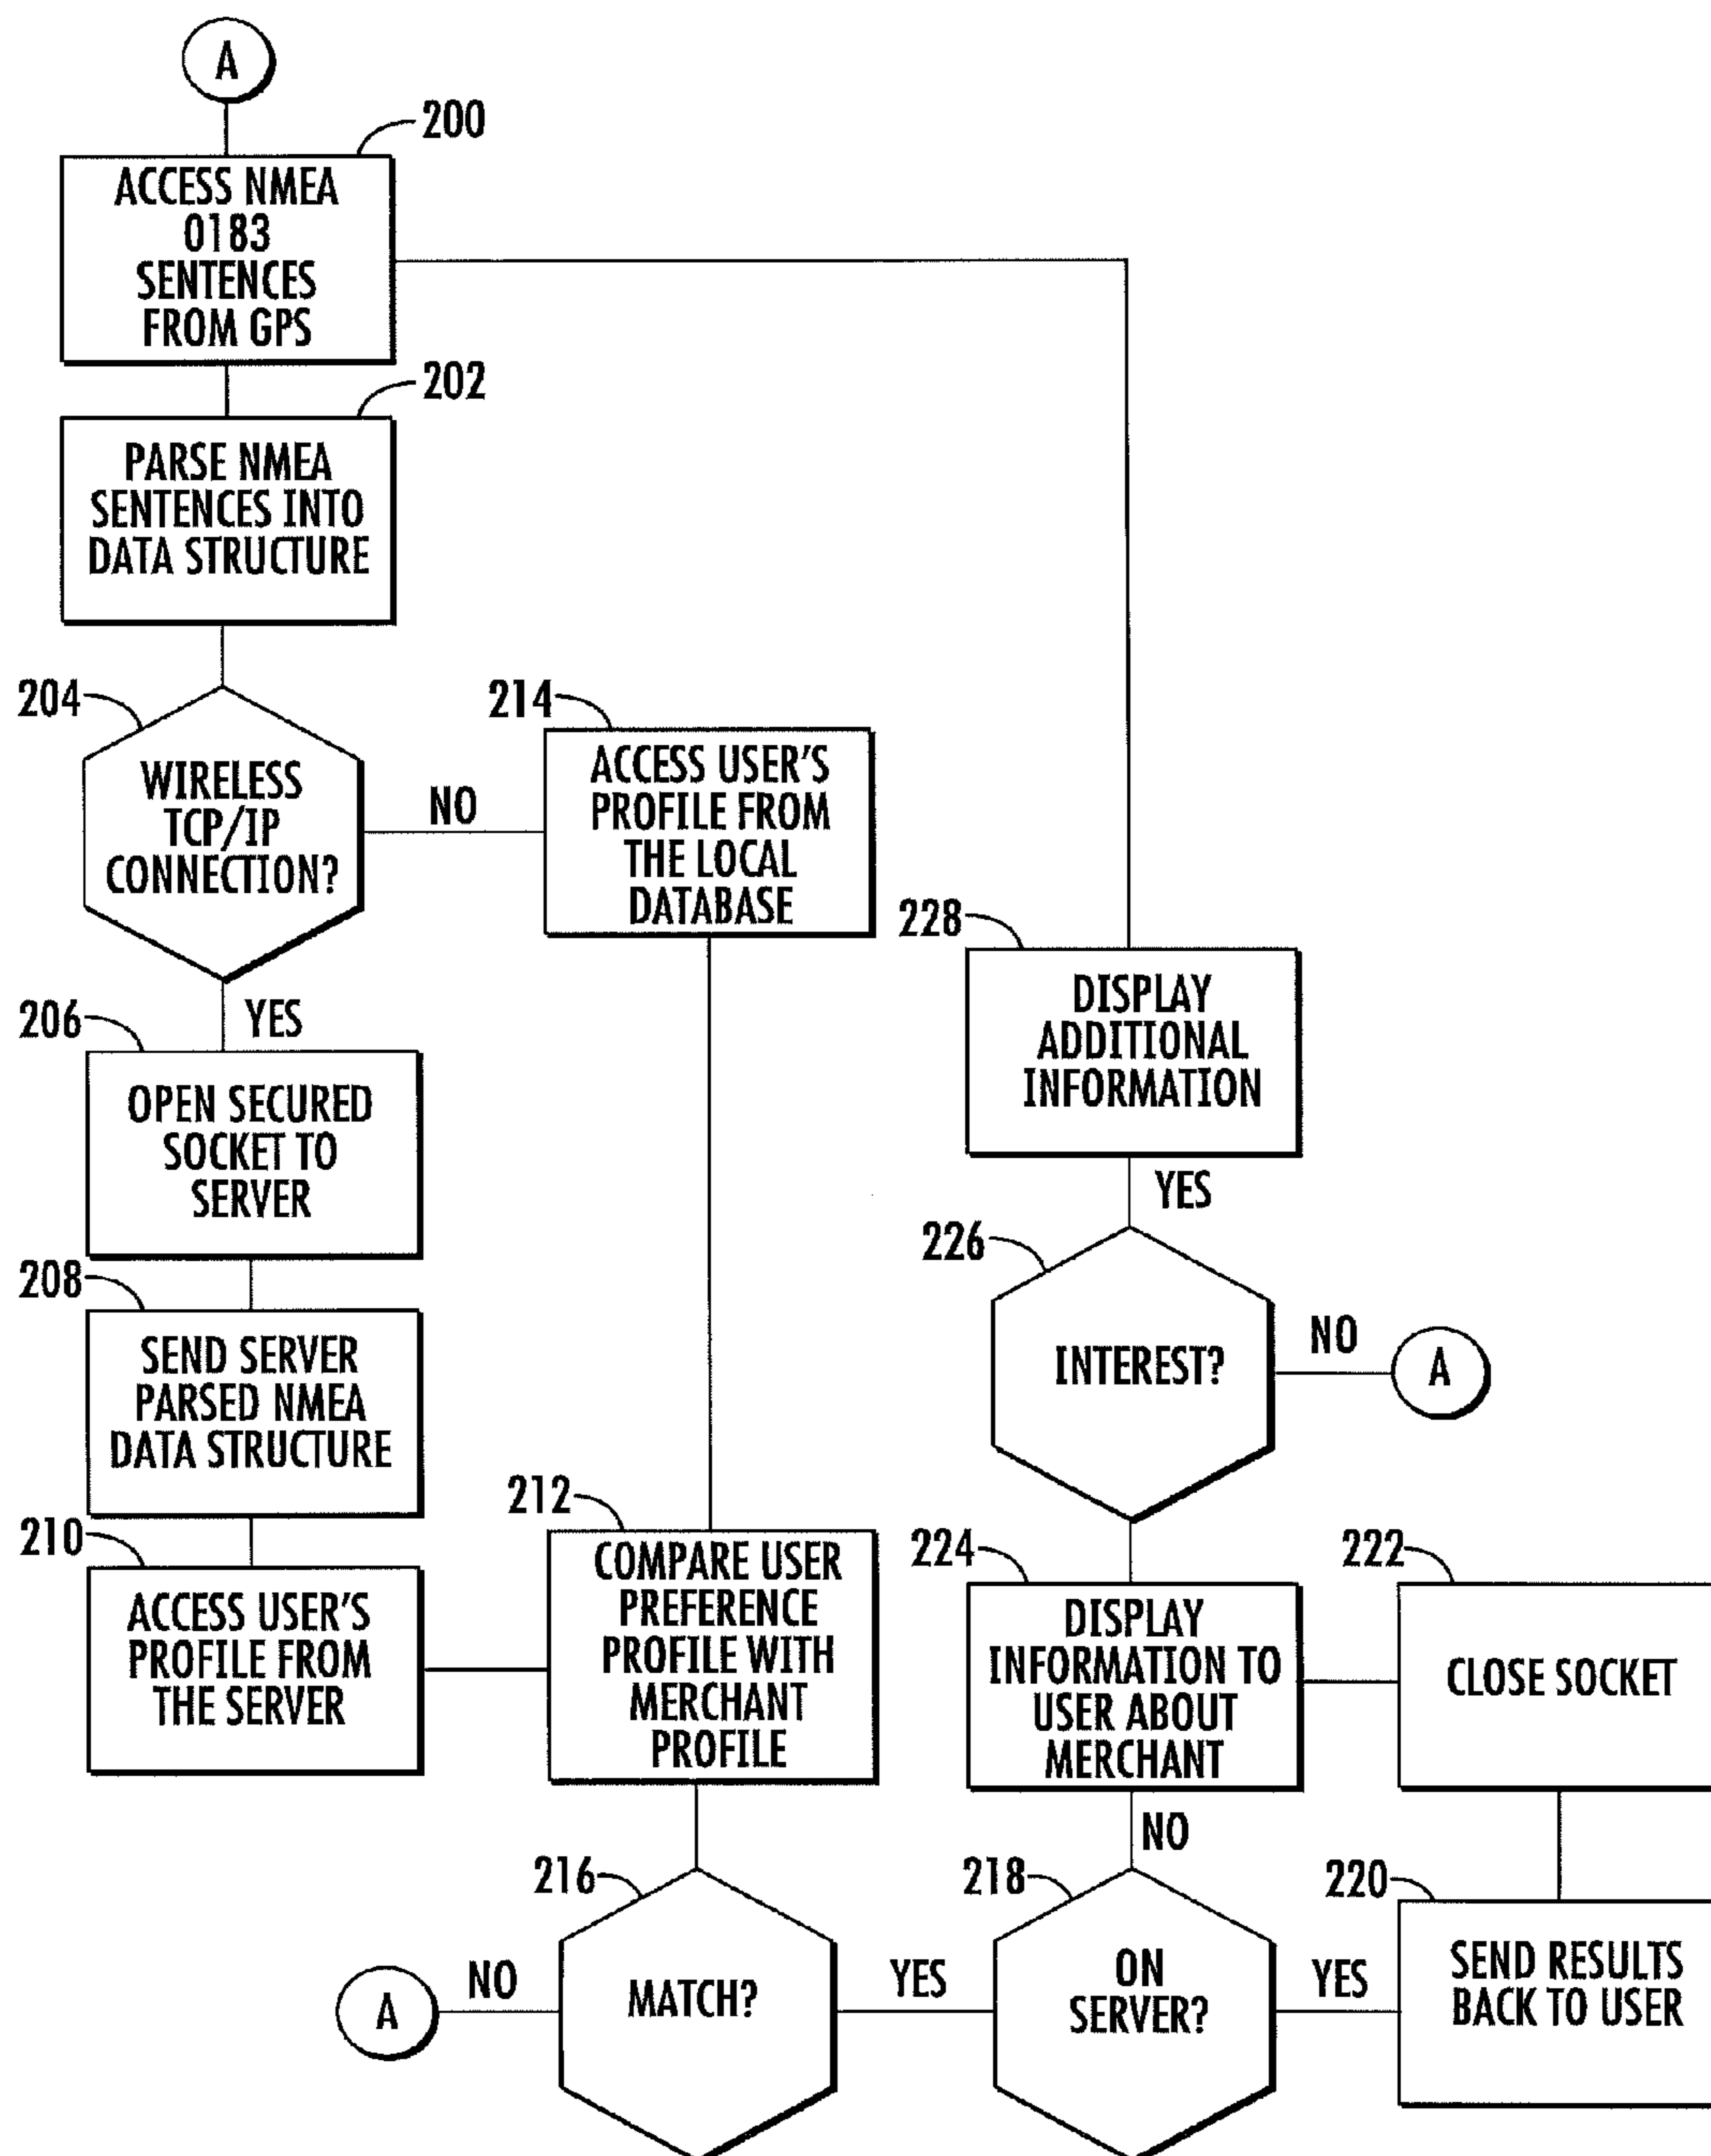 A
200
ACCESS NMEA
0183
SENTENCES
FROM GPS
202
PARSE NMEA
SENTENCES INTO
DATA STRUCTURE
204
WIRELESS
TCP/IP
CONNECTION?
NO
214
ACCESS USER'S
PROFILE FROM
THE LOCAL
DATABASE
YES
206
OPEN SECURED
SOCKET TO
SERVER
208
SEND SERVER
PARSED NMEA
DATA STRUCTURE
210
ACCESS USER'S
PROFILE FROM
THE SERVER
212
COMPARE USER
PREFERENCE
PROFILE WITH
MERCHANT
PROFILE
216
MATCH?
NO
A
YES
218
ON
SERVER?
YES
220
SEND RESULTS
BACK TO USER
222
CLOSE SOCKET
NO
224
DISPLAY
INFORMATION TO
USER ABOUT
MERCHANT
226
INTEREST?
NO
A
YES
228
DISPLAY
ADDITIONAL
INFORMATION